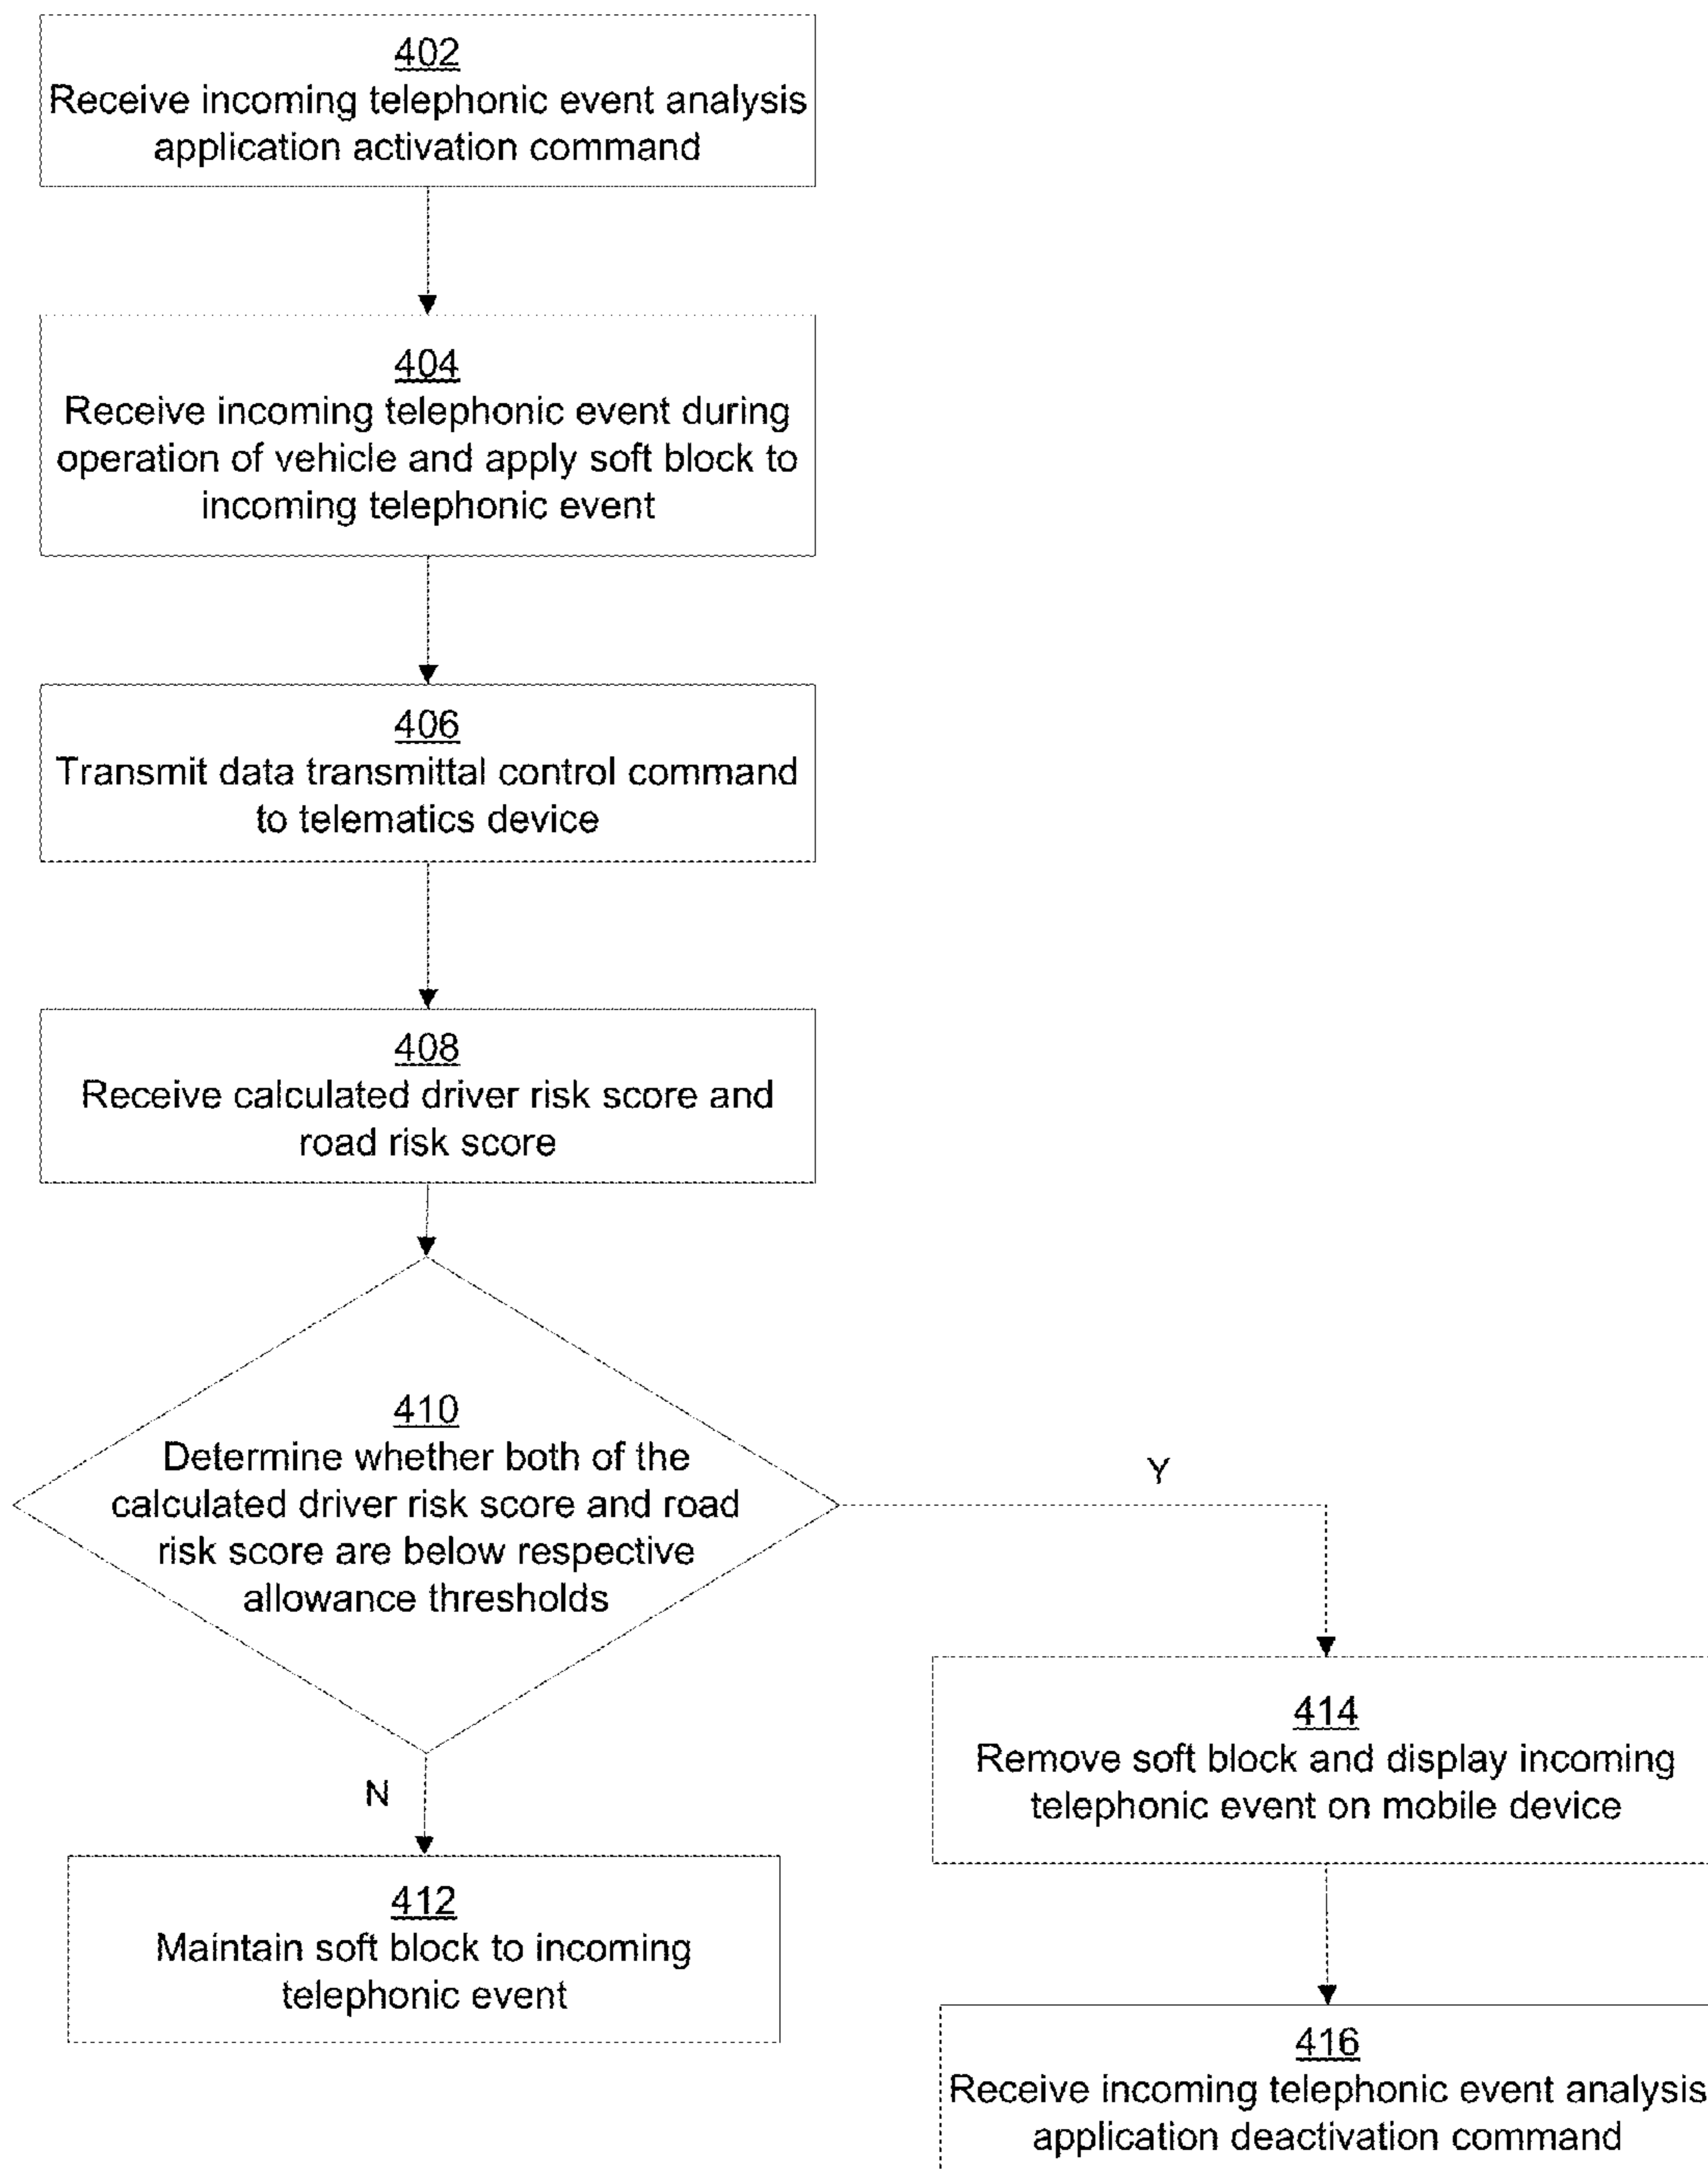 402
Receive incoming telephonic event analysis
application activation command
404
Receive incoming telephonic event during
operation of vehicle and apply soft block to
incoming telephonic event
406
Transmit data transmittal control command
to telematics device
408
Receive calculated driver risk score and
road risk score
410
Determine whether both of the
calculated driver risk score and road
risk score are below respective
allowance thresholds
Y
N
414
Remove soft block and display incoming
telephonic event on mobile device
412
Maintain soft block to incoming
telephonic event
416
Receive incoming telephonic event analysis
application deactivation command